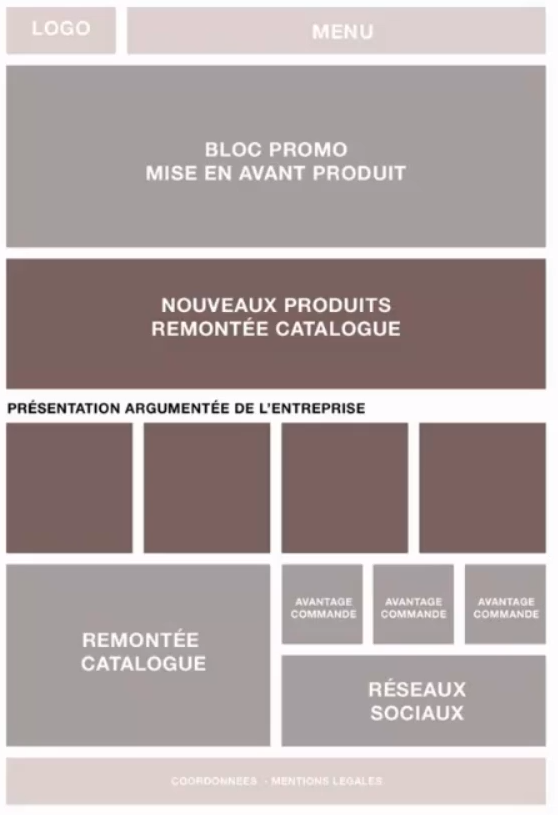 LOGO
MENU
BLOC PROMO
MISE EN AVANT PRODUIT
NOUVEAUX PRODUITS
REMONTÉE CATALOGUE
PRÉSENTATION ARGUMENTÉE DE L'ENTREPRISE
REMONTÉE
CATALOGUE
AVANTAGE
COMMANDE
AVANTAGE
COMMANDE
AVANTAGE
COMMANDE
RÉSEAUX
SOCIAUX
COORDONNEES - MENTIONS LEGALES